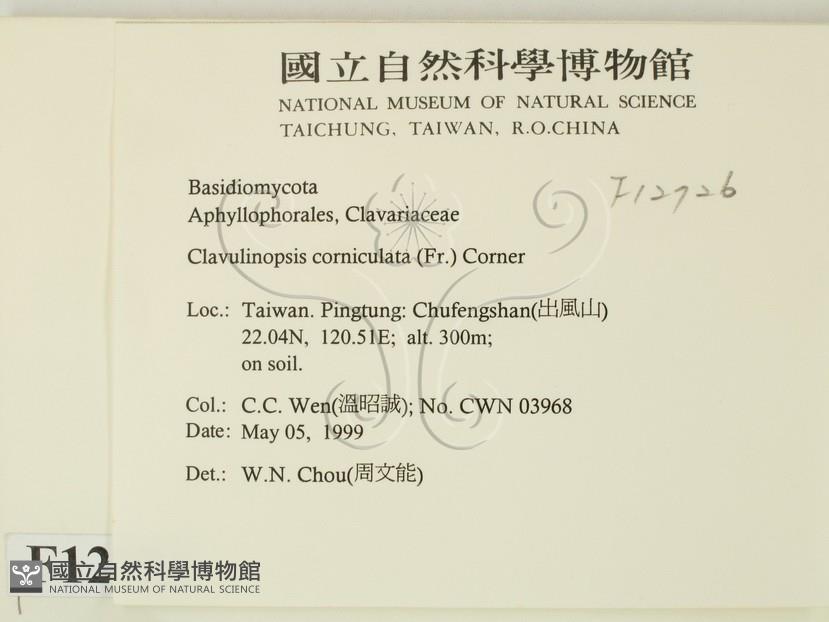 國立自然科學博物館
NATIONAL MUSEUM OF NATURAL SCIENCE
TAICHUNG, TAIWAN, R.O.CHINA
F12726
Basidiomycota
Aphyllophorales, Clavariaceae
Clavulinopsis corniculata (Fr.) Corner
Loc.: Taiwan. Pingtung: Chufengshan(出風山)
22.04N, 120.51E; alt. 300m;
on soil.
Col.: C.C. Wen(溫昭誠); No. CWN 03968
Date: May 05, 1999
Det.: W.N. Chou(周文能)
F12
國立自然科學博物館
NATIONAL MUSEUM OF NATURAL SCIENCE